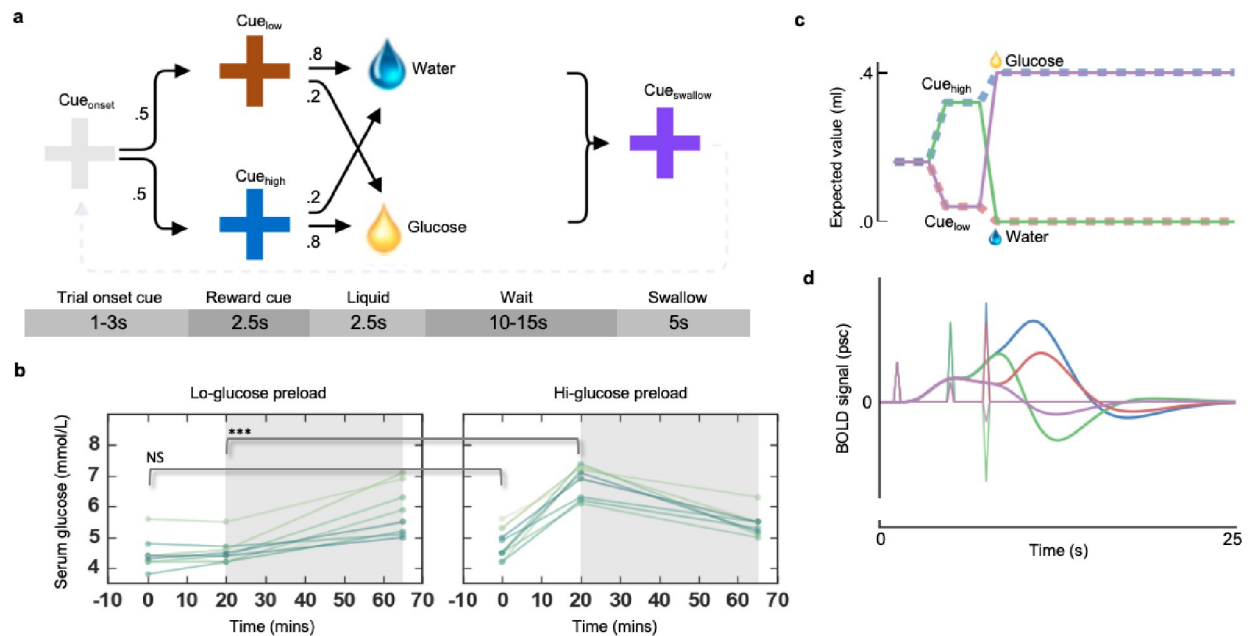 a
Cue_low
.8
Water
.2
Cue_onset
.5
.5
Cue_swallow
Cue_high
.2
.8
Glucose
Trial onset cue Reward cue Liquid Wait Swallow
1-3s 2.5s 2.5s 10-15s 5s
b
Lo-glucose preload Hi-glucose preload
Serum glucose (mmol/L)
8
7
6
5
4
NS
***
-10 0 10 20 30 40 50 60 70
-10 0 10 20 30 40 50 60 70
Time (mins) Time (mins)
c
Expected value (ml)
.4
.0
Glucose
Cue_high
Cue_low
Water
d
BOLD signal (psc)
0
0 25
Time (s)